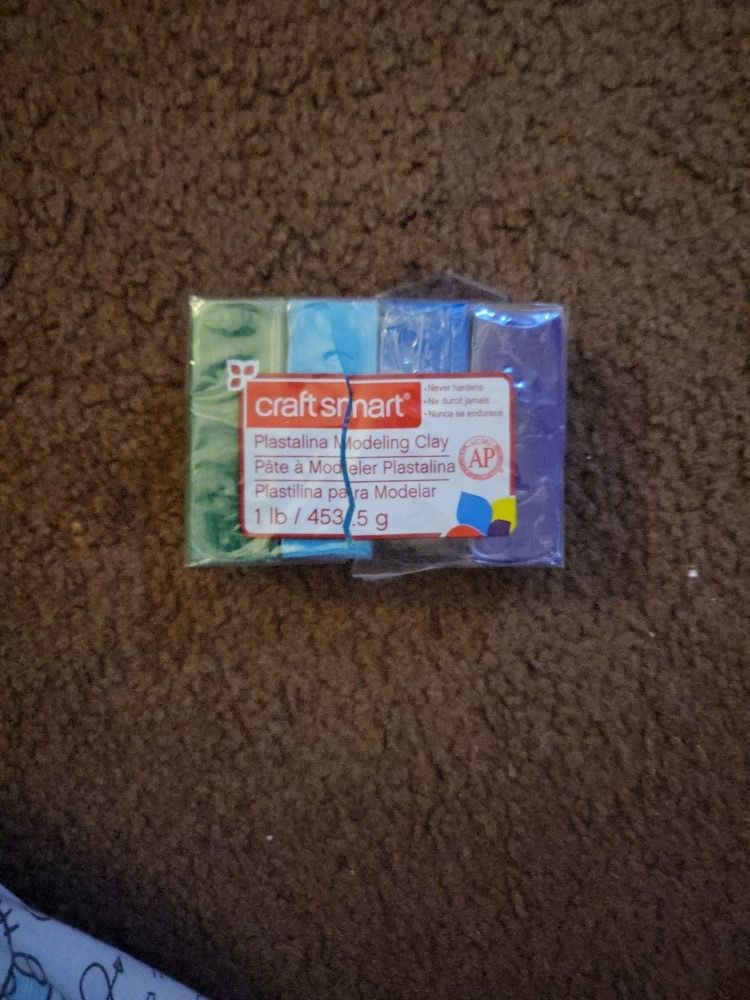 craft smart®
• Never hardens
• Ne durcit jamais
• Nunca se endurece
Plastalina Modeling Clay
Pâte à Modeler Plastalina
Plastilina para Modelar
1 lb / 453.5 g
ACMI
AP